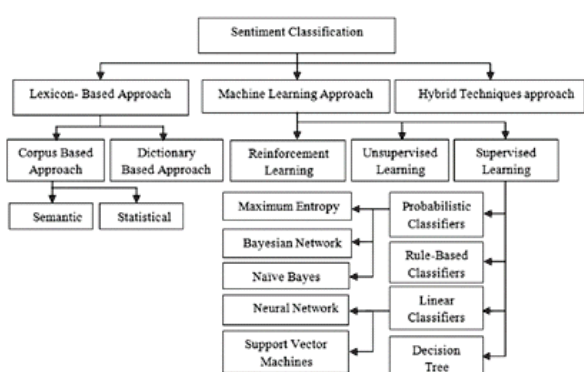 Sentiment Classification
Lexicon- Based Approach
Machine Learning Approach
Hybrid Techniques approach
Corpus Based
Approach
Dictionary
Based Approach
Reinforcement
Learning
Unsupervised
Learning
Supervised
Learning
Semantic
Statistical
Maximum Entropy
Bayesian Network
Naïve Bayes
Neural Network
Support Vector
Machines
Probabilistic
Classifiers
Rule-Based
Classifiers
Linear
Classifiers
Decision
Tree